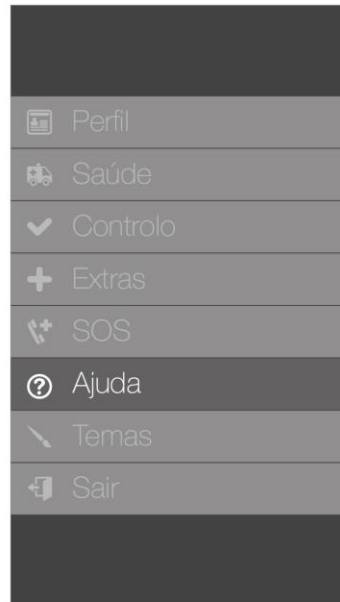 Perfil
Saúde
Controlo
Extras
SOS
Ajuda
Temas
Sair